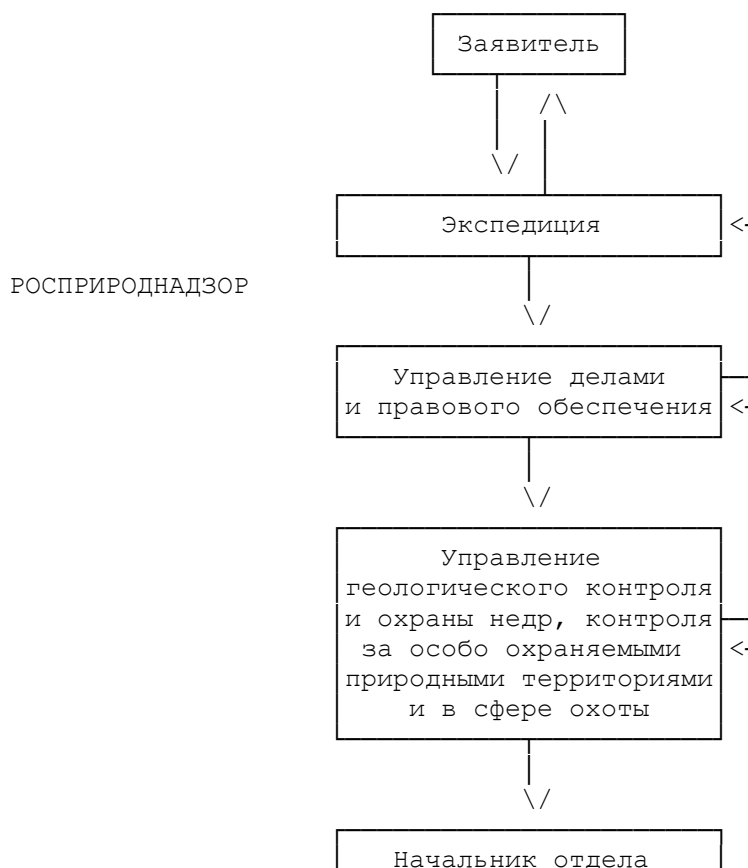 Заявитель
Экспедиция
РОСПРИРОДНАДЗОР
Управление делами
и правового обеспечения
Управление
геологического контроля
и охраны недр, контроля
за особо охраняемыми
природными территориями
и в сфере охоты
Начальник отдела